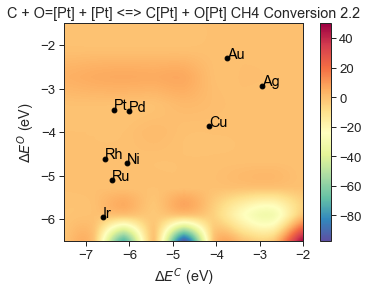 C + O=[Pt] + [Pt] <=> C[Pt] + O[Pt] CH4 Conversion 2.2
−2
−3
−4
−5
−6
ΔE^O (eV)
−7
−6
−5
−4
−3
−2
ΔE^C (eV)
Au
Ag
Pt
Pd
Cu
Rh
Ni
Ru
Ir
40
20
0
−20
−40
−60
−80